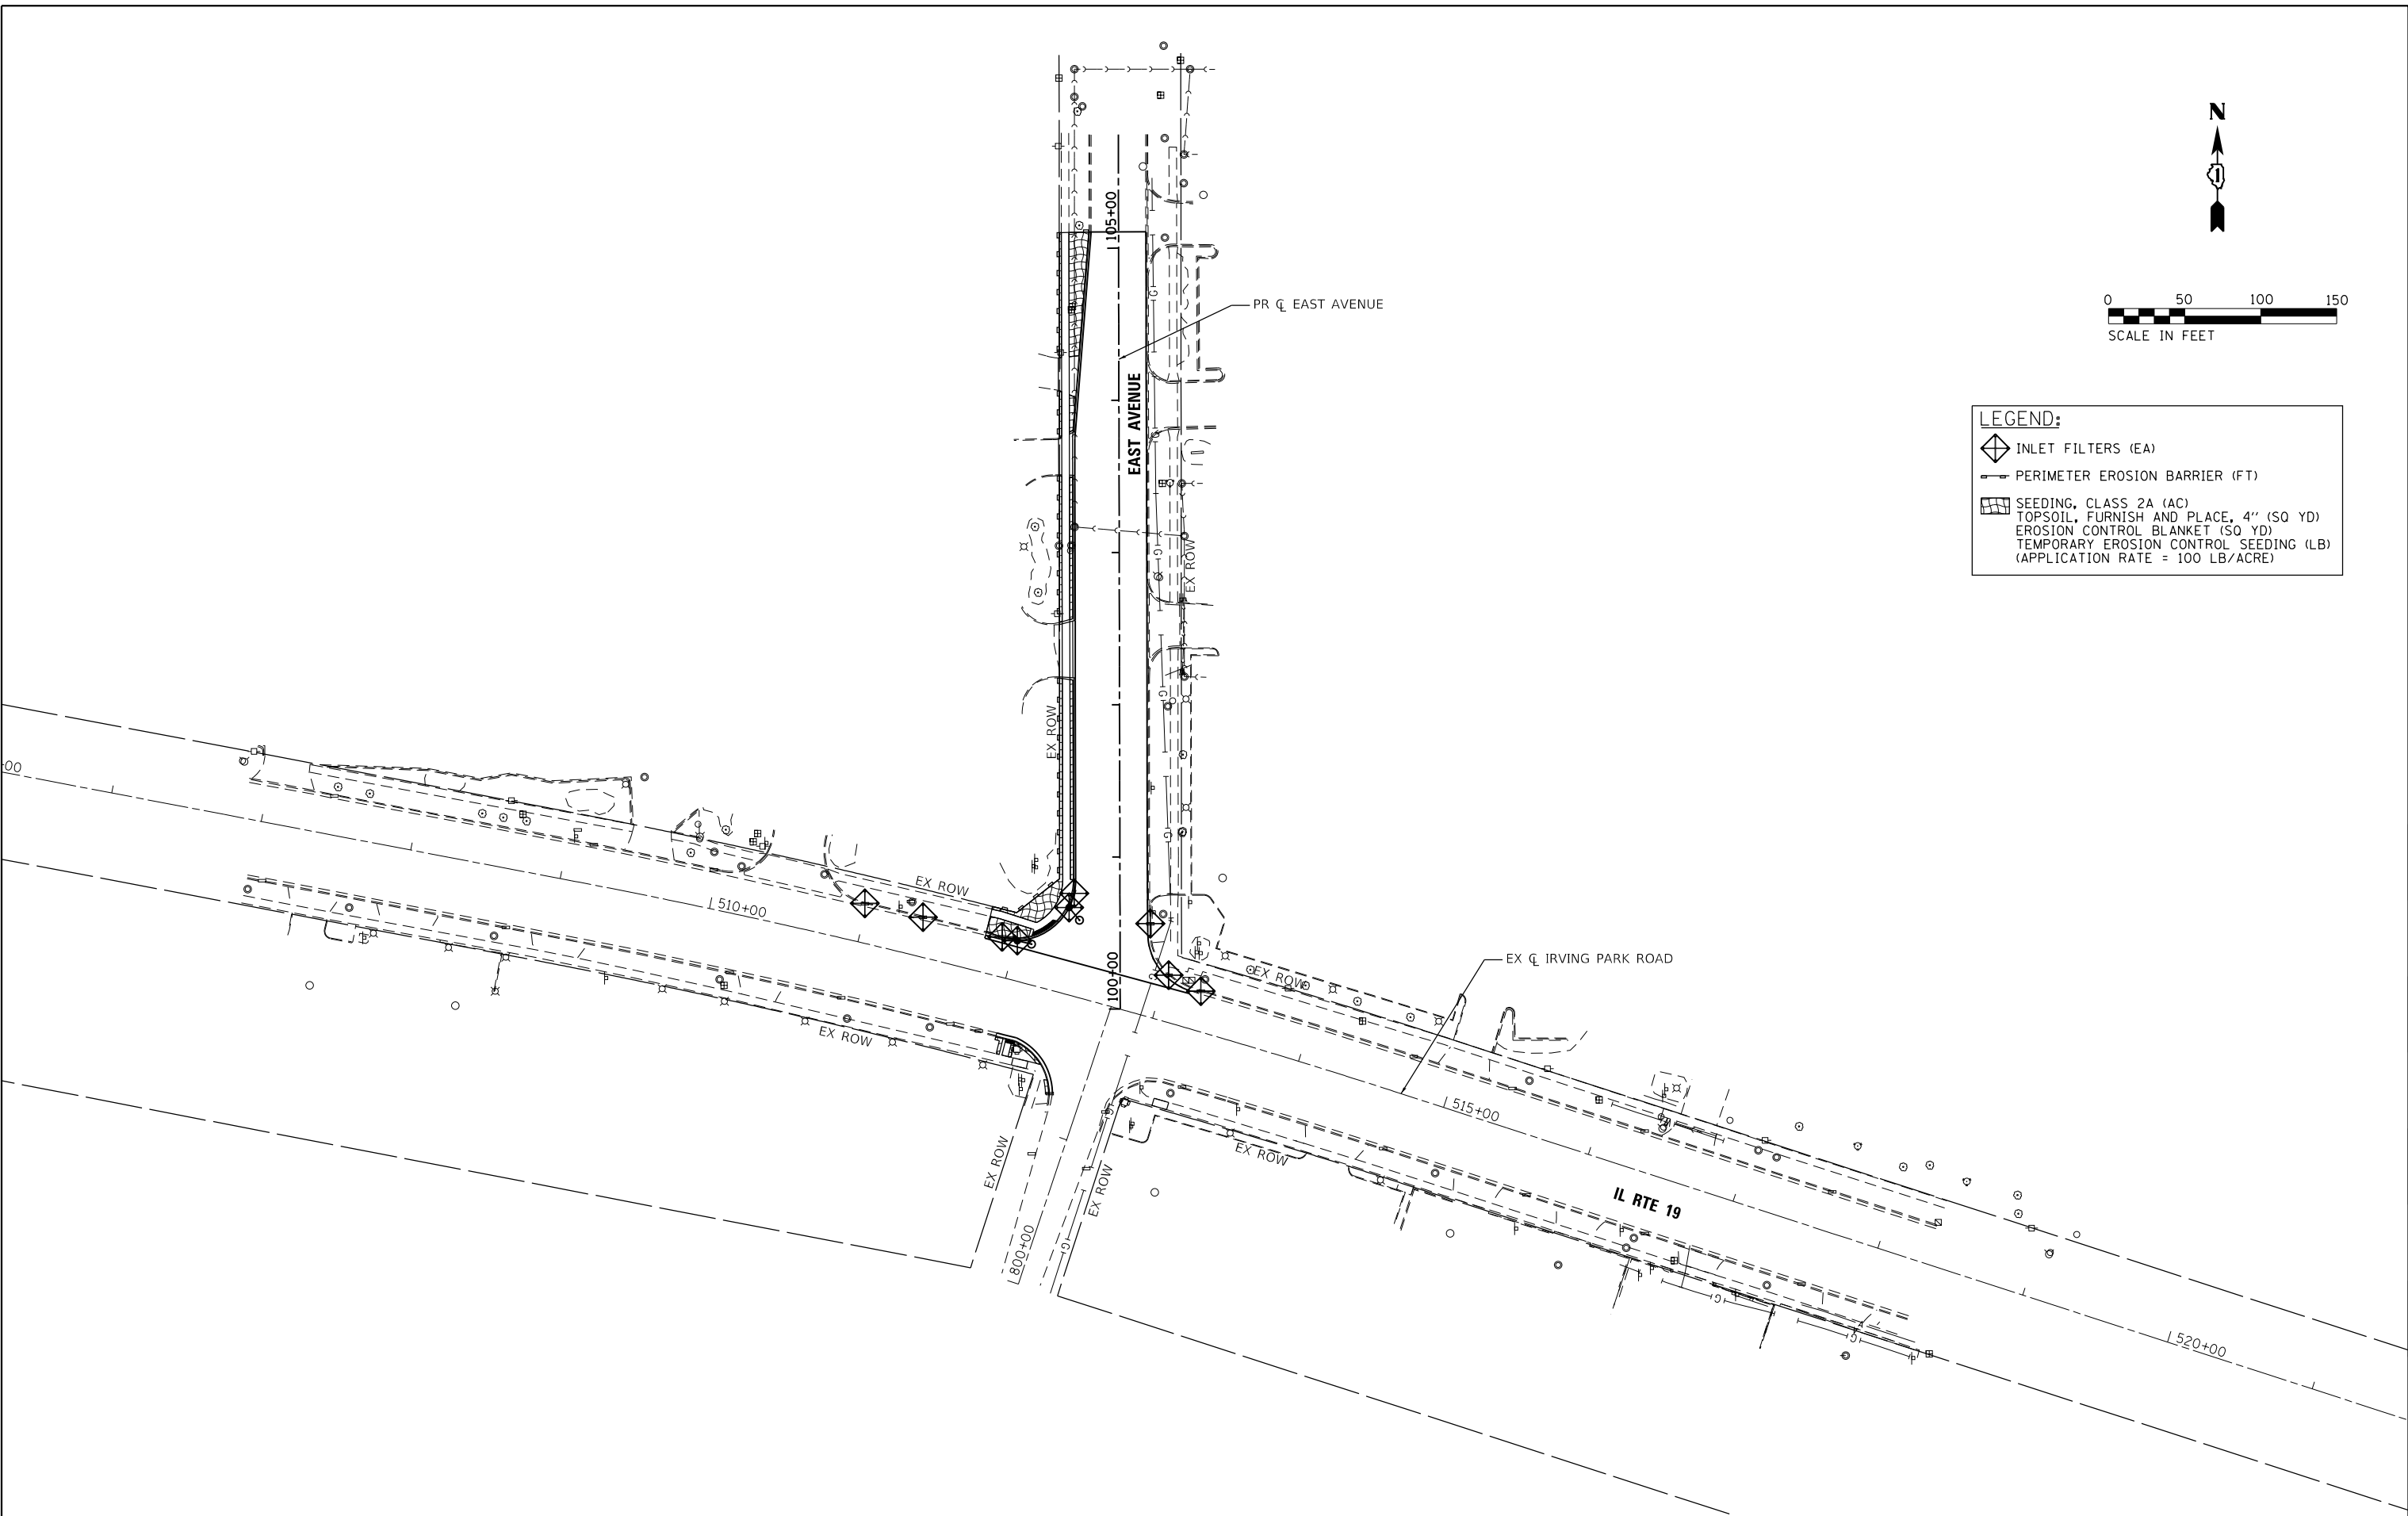 N
1
0 50 100 150
SCALE IN FEET
LEGEND:
INLET FILTERS (EA)
PERIMETER EROSION BARRIER (FT)
SEEDING, CLASS 2A (AC)
TOPSOIL, FURNISH AND PLACE, 4" (SQ YD)
EROSION CONTROL BLANKET (SQ YD)
TEMPORARY EROSION CONTROL SEEDING (LB)
(APPLICATION RATE = 100 LB/ACRE)
105+00
G
PR ℄ EAST AVENUE
EAST AVENUE
G
G
EX ROW
G
EX ROW
G
+00
EX ROW
510+00
100+00
EX ROW
EX ℄ IRVING PARK ROAD
EX ROW
515+00
G
EX ROW
EX ROW
EX ROW
IL RTE 19
800+00
G
G
G
520+00